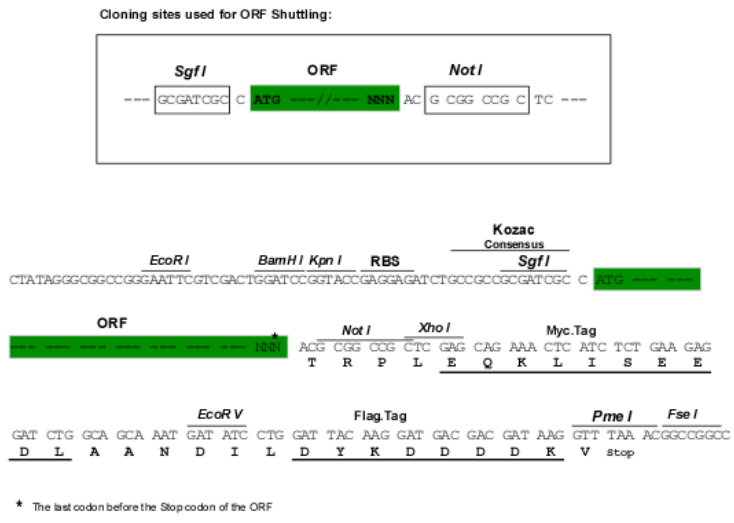 Cloning sites used for ORF Shuttling:
Sgf I ORF Not I
--- GCGATCGC C ATG ---//--- NNN AC G CGG CCG C TC ---
Kozac
Consensus
EcoR I BamH I Kpn I RBS Sgf I
CTATAGGGCGGCCGGGAATTCGTCGACTGGATCCGGTACCGAGGAGATCTGCCGCCGCGATCGC C ATG --- ---
ORF
*
--- --- --- --- --- --- --- --- --- NNN ACG CGG CCG CTC GAG CAG AAA CTC ATC TCT GAA GAG
Not I Xho I Myc.Tag
T R P L E Q K L I S E E
EcoR V Flag.Tag Pme I Fse I
GAT CTG GCA GCA AAT GAT ATC CTG GAT TAC AAG GAT GAC GAC GAT AAG GTT TAA ACGGCCGGCC
D L A A N D I L D Y K D D D D K V Stop
* The last codon before the Stop codon of the ORF